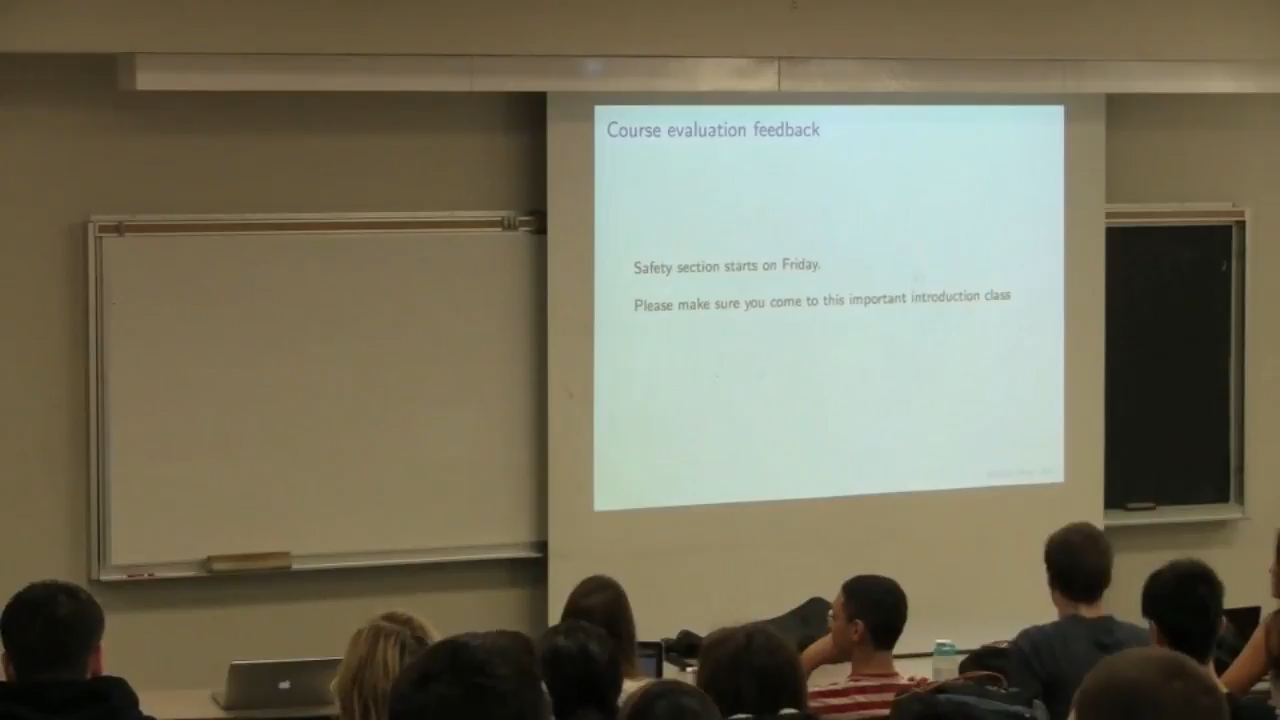 Course evaluation feedback
Safety section starts on Friday.
Please make sure you come to this important introduction class